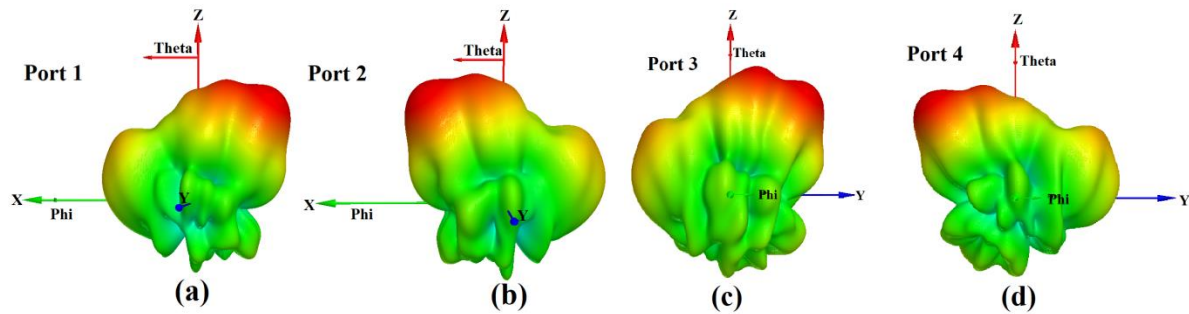 Z
Theta
Port 1
X
Phi
Y
(a)
Z
Theta
Port 2
X
Phi
Y
(b)
Z
Theta
Port 3
Phi
Y
(c)
Z
Theta
Port 4
Phi
Y
(d)